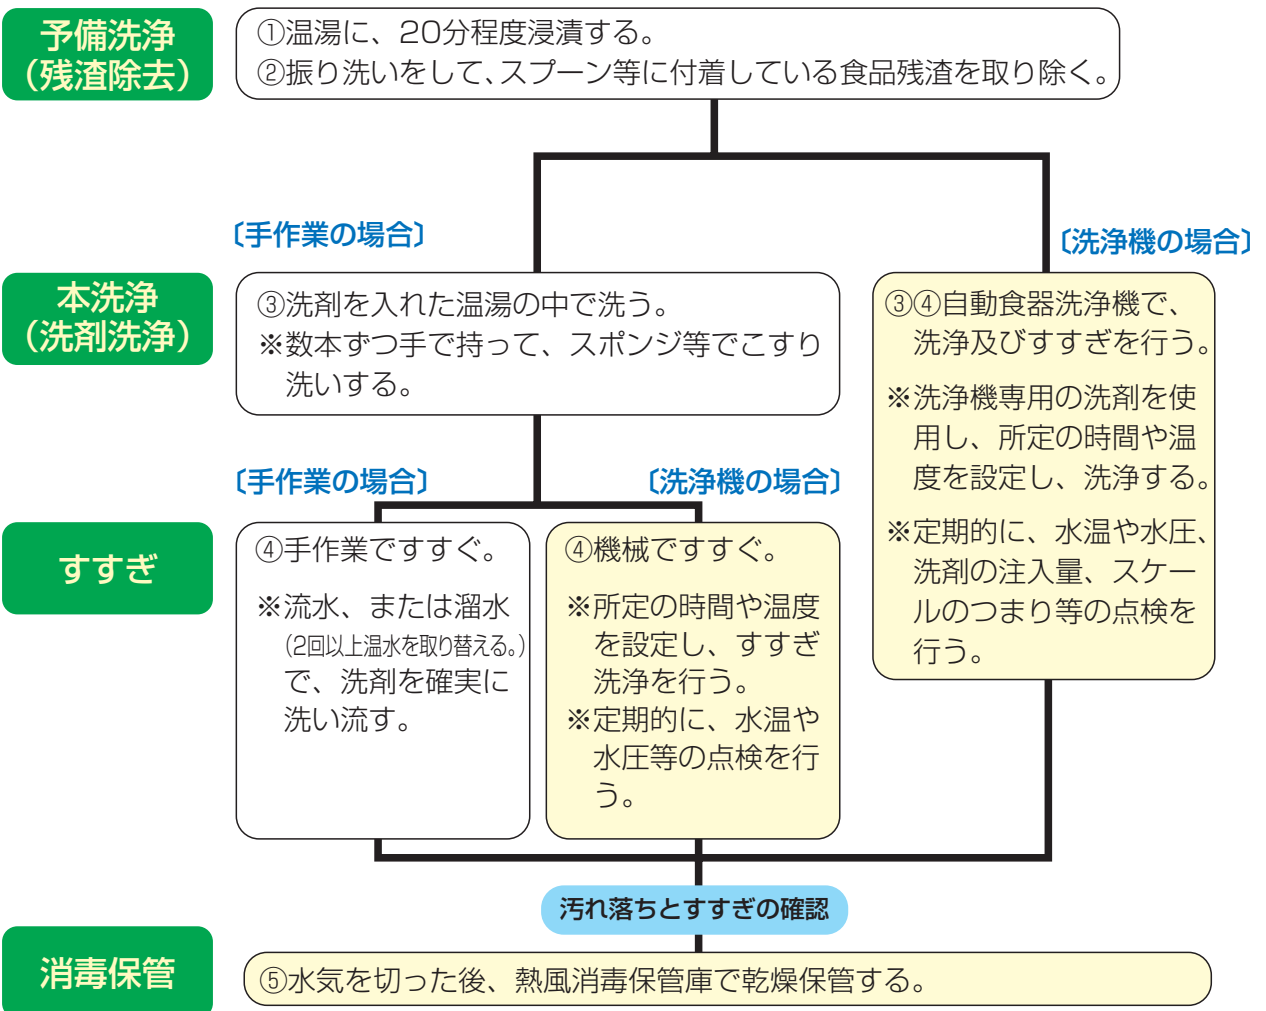 予備洗浄
（残渣除去）
①温湯に、20分程度浸漬する。
②振り洗いをして、スプーン等に付着している食品残渣を取り除く。
〔手作業の場合〕
〔洗浄機の場合〕
本洗浄
（洗剤洗浄）
③洗剤を入れた温湯の中で洗う。
※数本ずつ手で持って、スポンジ等でこすり
洗いする。
③④自動食器洗浄機で、
洗浄及びすすぎを行う。
※洗浄機専用の洗剤を使
用し、所定の時間や温
度を設定し、洗浄する。
※定期的に、水温や水圧、
洗剤の注入量、スケー
ルのつまり等の点検を
行う。
〔手作業の場合〕
〔洗浄機の場合〕
すすぎ
④手作業ですすぐ。
※流水、または溜水
（2回以上温水を取り替える。）
で、洗剤を確実に
洗い流す。
④機械ですすぐ。
※所定の時間や温度
を設定し、すすぎ
洗浄を行う。
※定期的に、水温や
水圧等の点検を行
う。
汚れ落ちとすすぎの確認
消毒保管
⑤水気を切った後、熱風消毒保管庫で乾燥保管する。